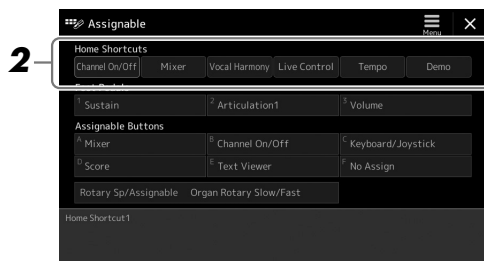 Assignable
Menu
Home Shortcuts
2
Channel On/Off Mixer Vocal Harmony Live Control Tempo Demo
1 Sustain 2 Articulation1 3 Volume
Assignable Buttons
A Mixer B Channel On/Off C Keyboard/Joystick
D Score E Text Viewer F No Assign
Rotary Sp/Assignable Organ Rotary Slow/Fast
Home Shortcut1